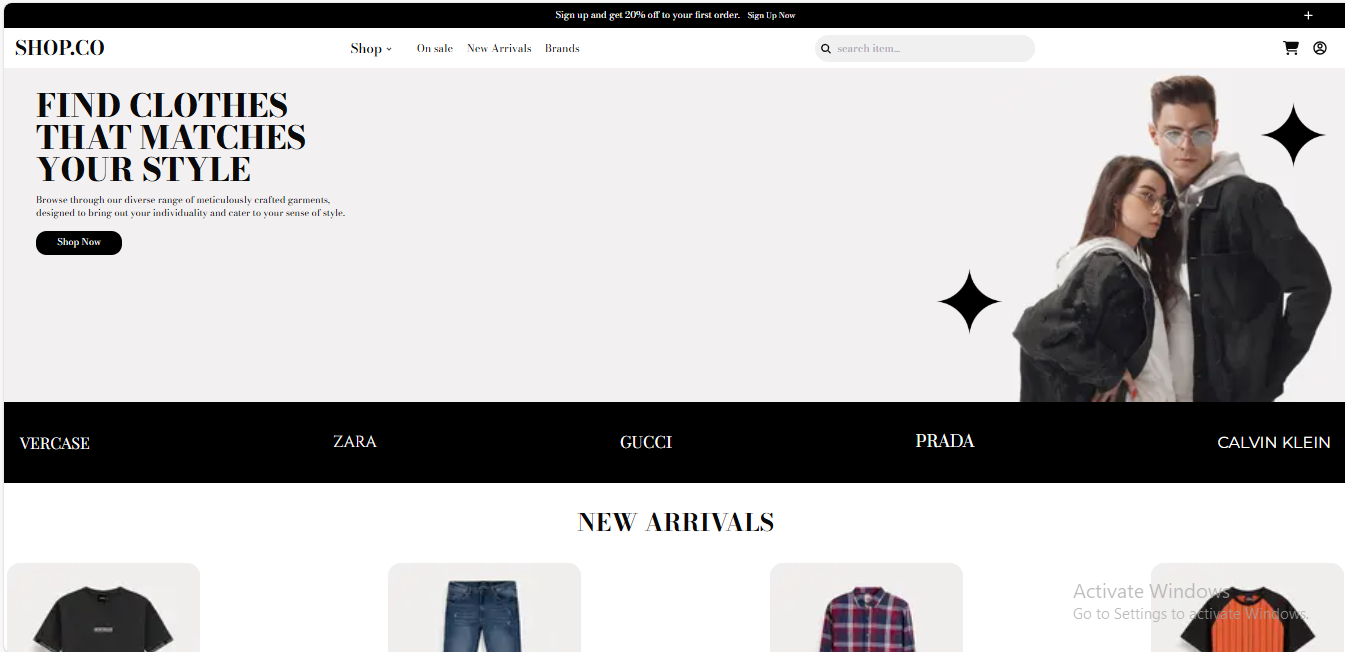 Sign up and get 20% off to your first order. Sign Up Now +
SHOP.CO
Shop On sale New Arrivals Brands
search item...
FIND CLOTHES
THAT MATCHES
YOUR STYLE
Browse through our diverse range of meticulously crafted garments,
designed to bring out your individuality and cater to your sense of style.
Shop Now
VERCASE ZARA GUCCI PRADA CALVIN KLEIN
NEW ARRIVALS
Activate Windows
Go to Settings to activate Windows.